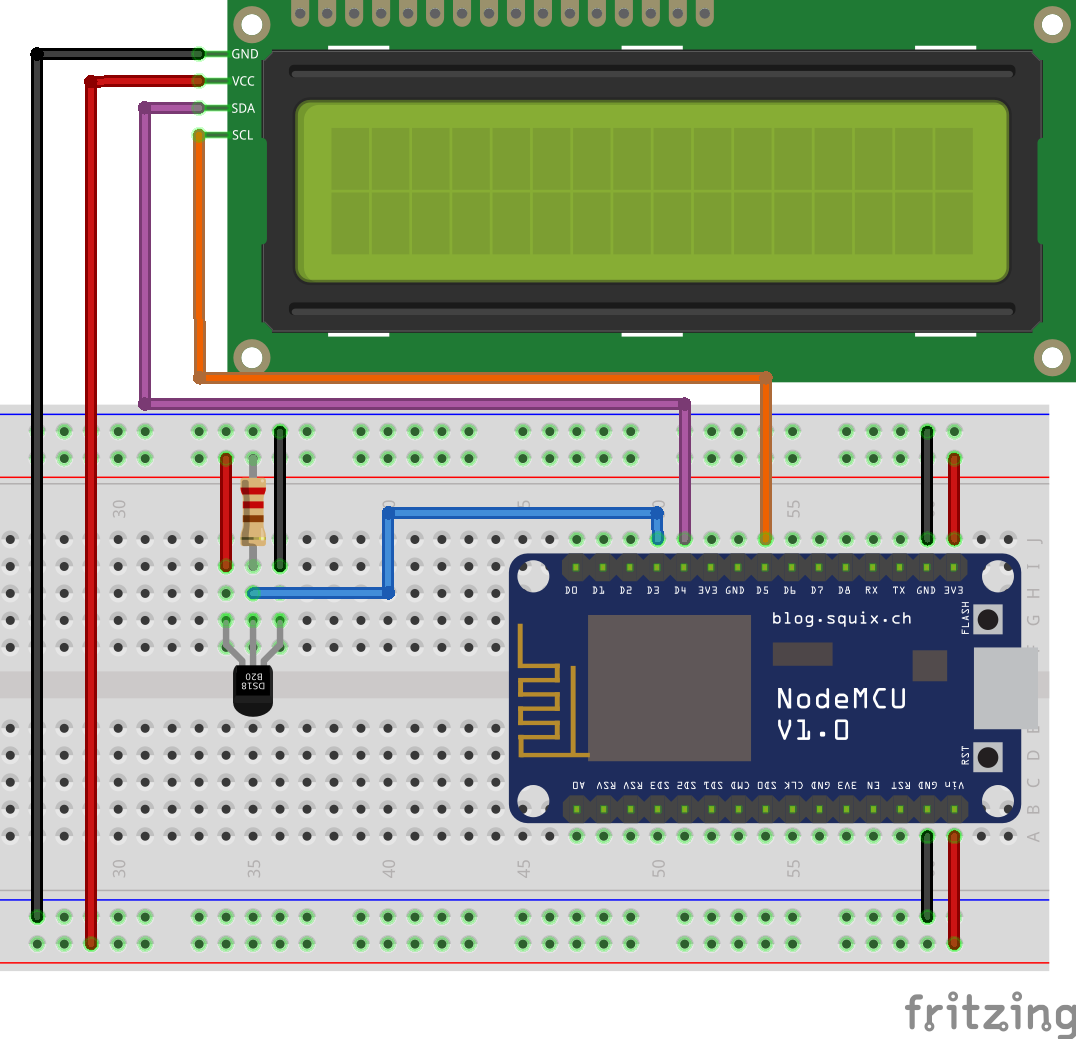 GND
VCC
SDA
SCL
30
35
40
45
50
55
J
I
H
G
D0 D1 D2 D3 D4 3V3 GND D5 D6 D7 D8 RX TX GND 3V3
FLASH
blog.squix.ch
DS18
B20
NodeMCU
V1.0
RST
D
C
B
A
A0 RSV RSV SD3 SD2 SD1 CMD SD0 CLK GND 3V3 EN RST GND Vin
30
35
40
45
50
55
fritzing